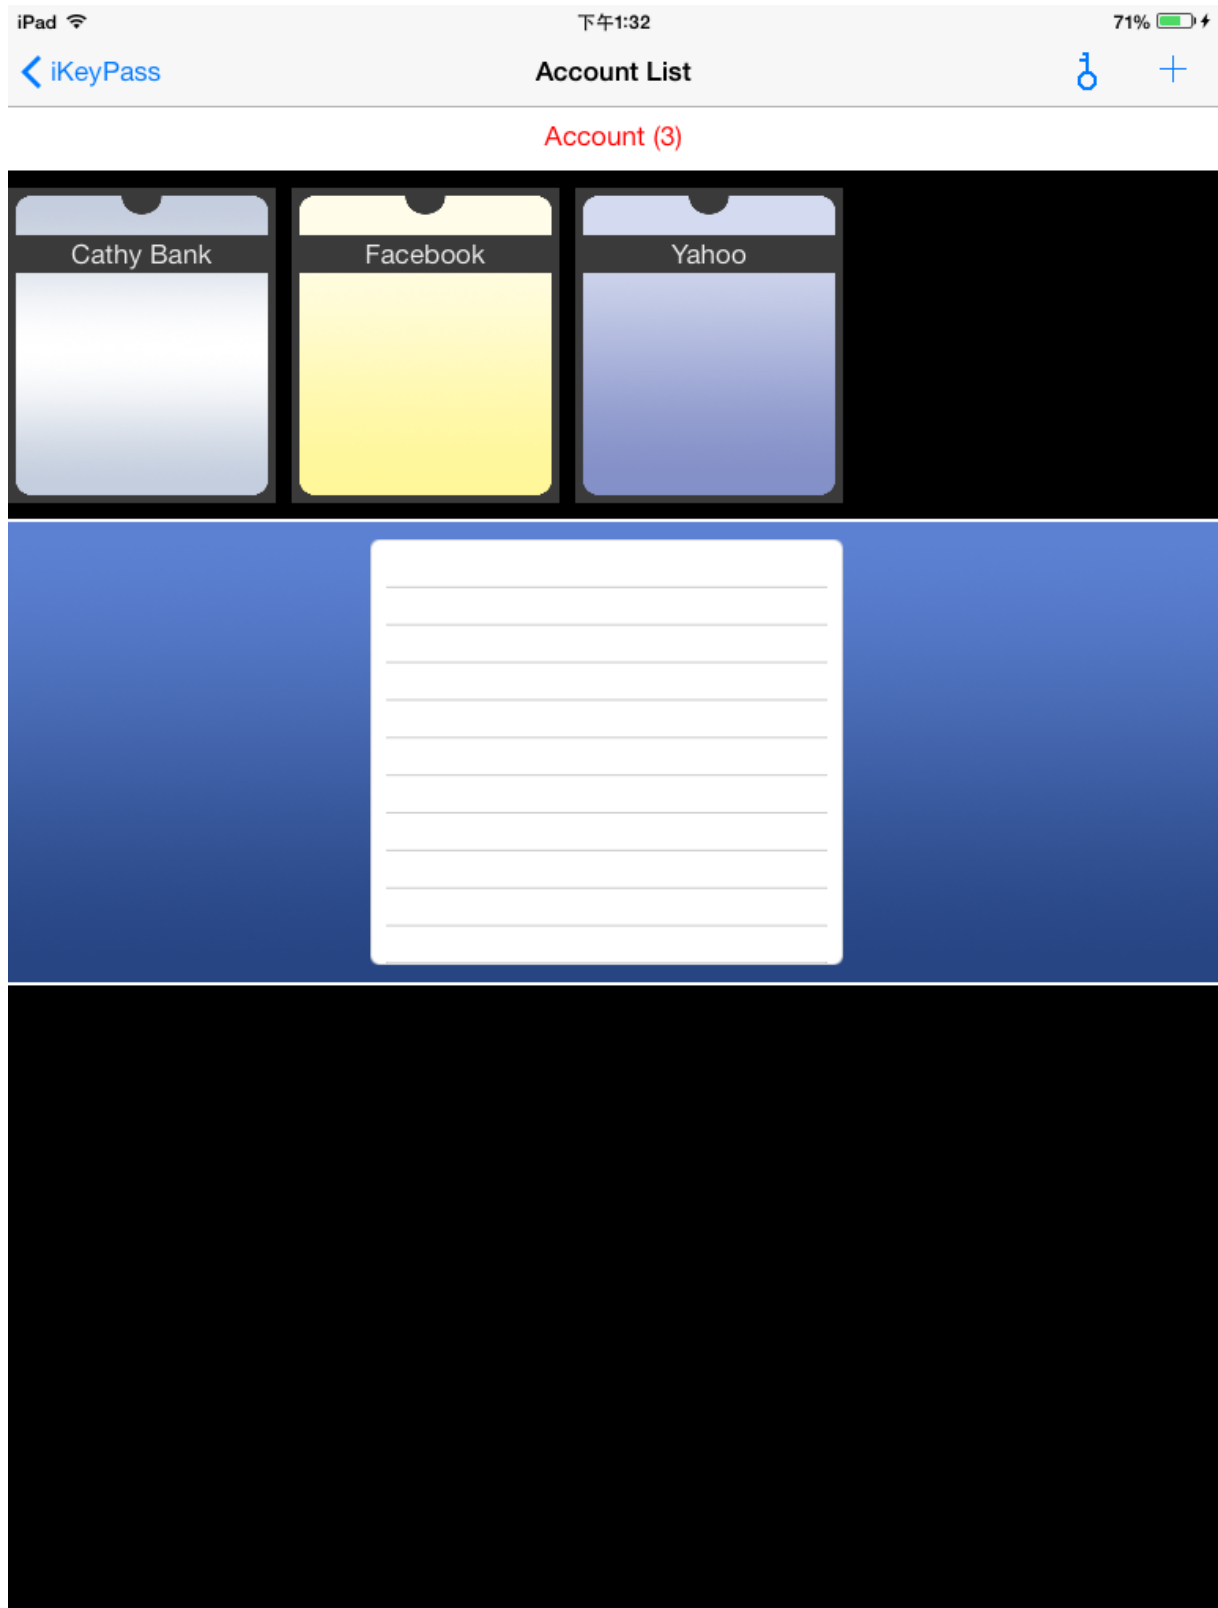 iPad 下午1:32 71%
iKeyPass Account List
Account (3)
Cathy Bank Facebook Yahoo